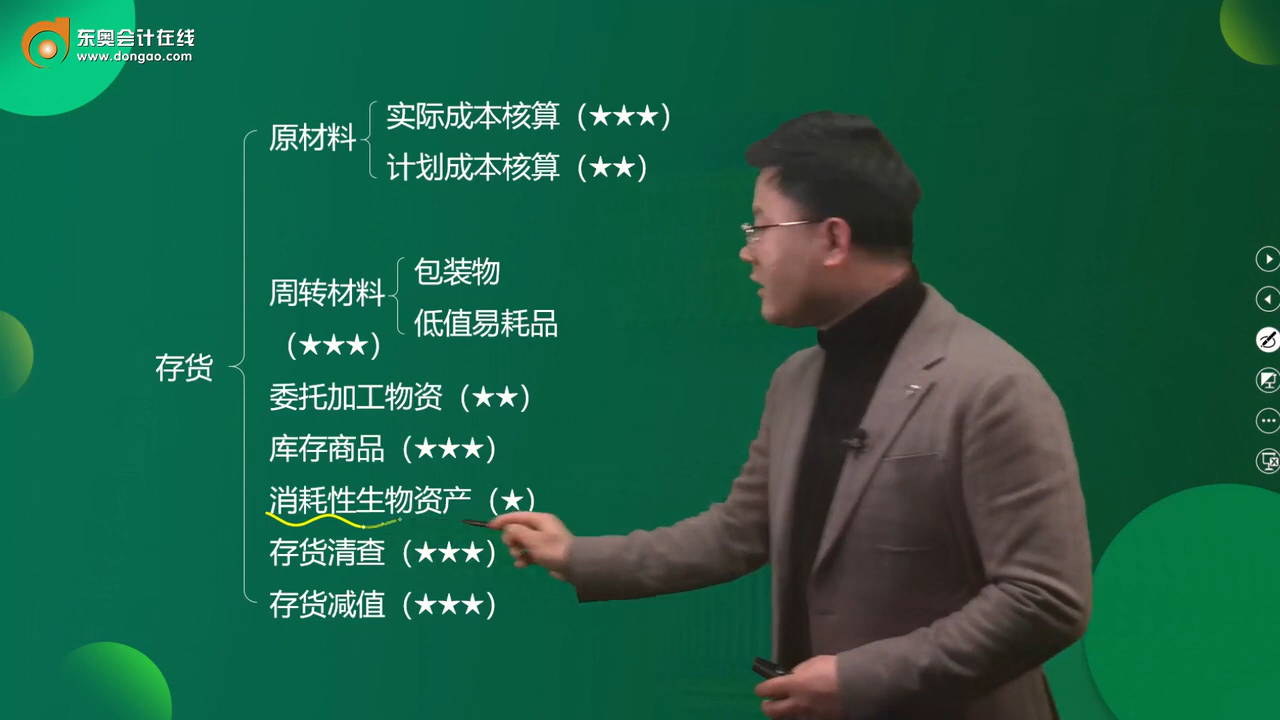 东奥会计在线
www.dongao.com
实际成本核算（★★★）
原材料
计划成本核算（★★）
包装物
周转材料
低值易耗品
（★★★）
存货
委托加工物资（★★）
库存商品（★★★）
消耗性生物资产（★）
存货清查（★★★）
存货减值（★★★）